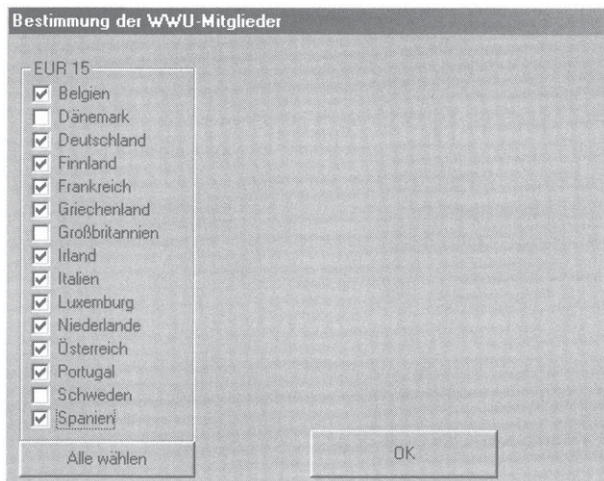 Bestimmung der WWU-Mitglieder
EUR 15
Belgien
Dänemark
Deutschland
Finnland
Frankreich
Griechenland
Großbritannien
Irland
Italien
Luxemburg
Niederlande
Österreich
Portugal
Schweden
Spanien
Alle wählen
OK